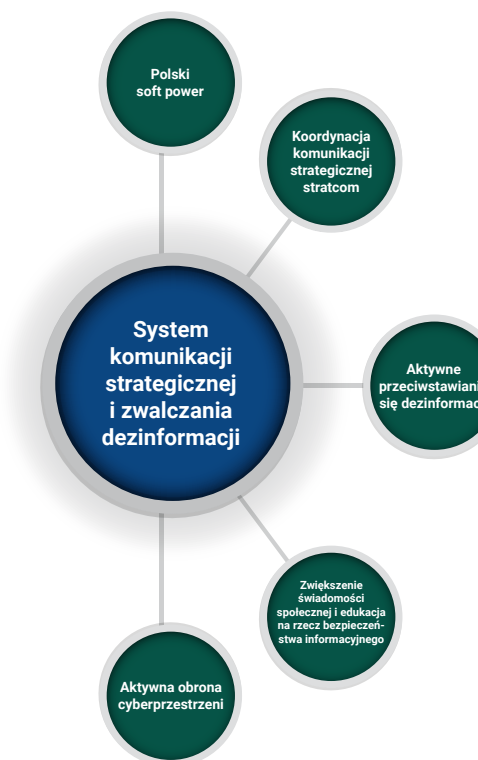 Polski
soft power
Koordynacja
komunikacji
strategicznej
stratcom
System
komunikacji
strategicznej
i zwalczania
dezinformacji
Aktywne
przeciwstawiani
się dezinformac
Zwiększenie
świadomości
społecznej i edukacja
na rzecz bezpieczeń-
stwa informacyjnego
Aktywna obrona
cyberprzestrzeni